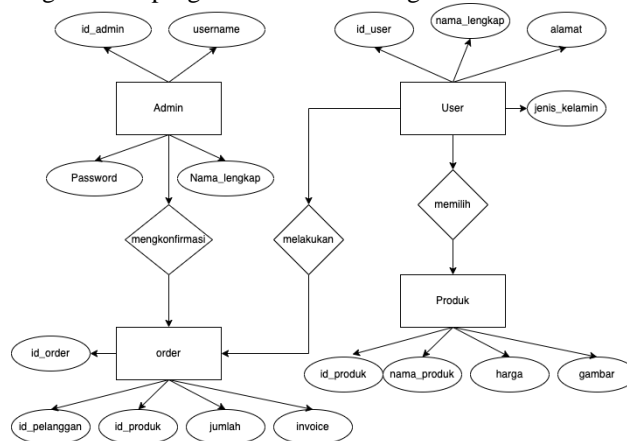 id_admin
username
id_user
nama_lengkap
alamat
Admin
User
jenis_kelamin
Password
Nama_lengkap
mengkonfirmasi
melakukan
memilih
Produk
id_order
order
id_produk
nama_produk
harga
gambar
id_pelanggan
id_produk
jumlah
invoice